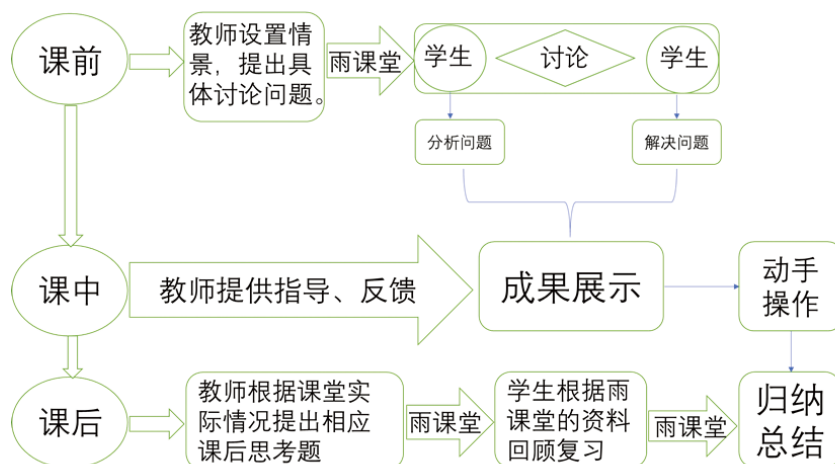 课前
教师设置情
景，提出具
体讨论问题。
雨课堂
学生
讨论
学生
分析问题
解决问题
课中
教师提供指导、反馈
成果展示
动手
操作
课后
教师根据课堂实
际情况提出相应
课后思考题
雨课堂
学生根据雨
课堂的资料
回顾复习
雨课堂
归纳
总结